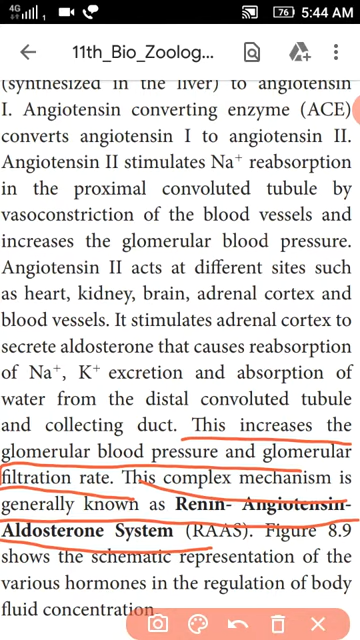 4G
76
5:44 AM
11th_Bio_Zoolog...
(synthesized in the liver) to angiotensin
I. Angiotensin converting enzyme (ACE)
converts angiotensin I to angiotensin II.
Angiotensin II stimulates Na⁺ reabsorption
in the proximal convoluted tubule by
vasoconstriction of the blood vessels and
increases the glomerular blood pressure.
Angiotensin II acts at different sites such
as heart, kidney, brain, adrenal cortex and
blood vessels. It stimulates adrenal cortex to
secrete aldosterone that causes reabsorption
of Na⁺, K⁺ excretion and absorption of
water from the distal convoluted tubule
and collecting duct. This increases the
glomerular blood pressure and glomerular
filtration rate. This complex mechanism is
generally known as Renin- Angiotensin-
Aldosterone System (RAAS). Figure 8.9
shows the schematic representation of the
various hormones in the regulation of body
fluid concentration